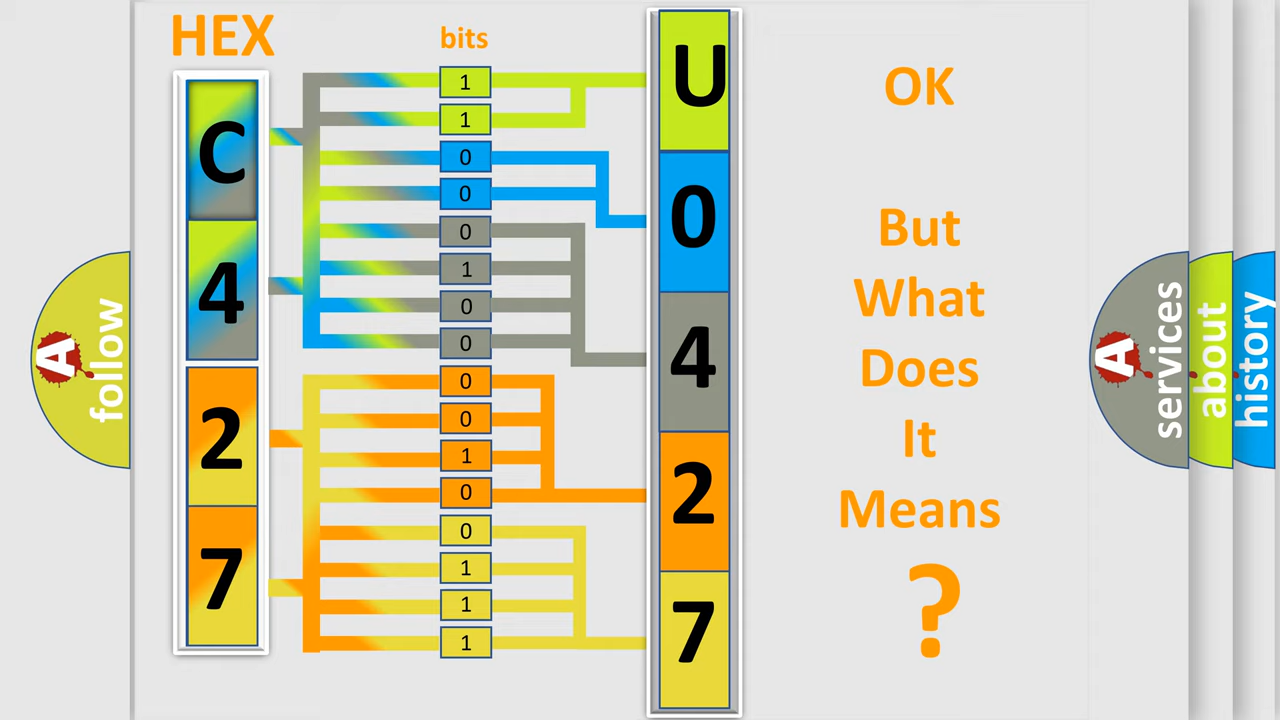 HEX
bits
C
4
2
7
1
1
0
0
0
1
0
0
0
0
1
0
0
1
1
1
U
0
4
2
7
OK
But
What
Does
It
Means
?
A
follow
A
services
about
history